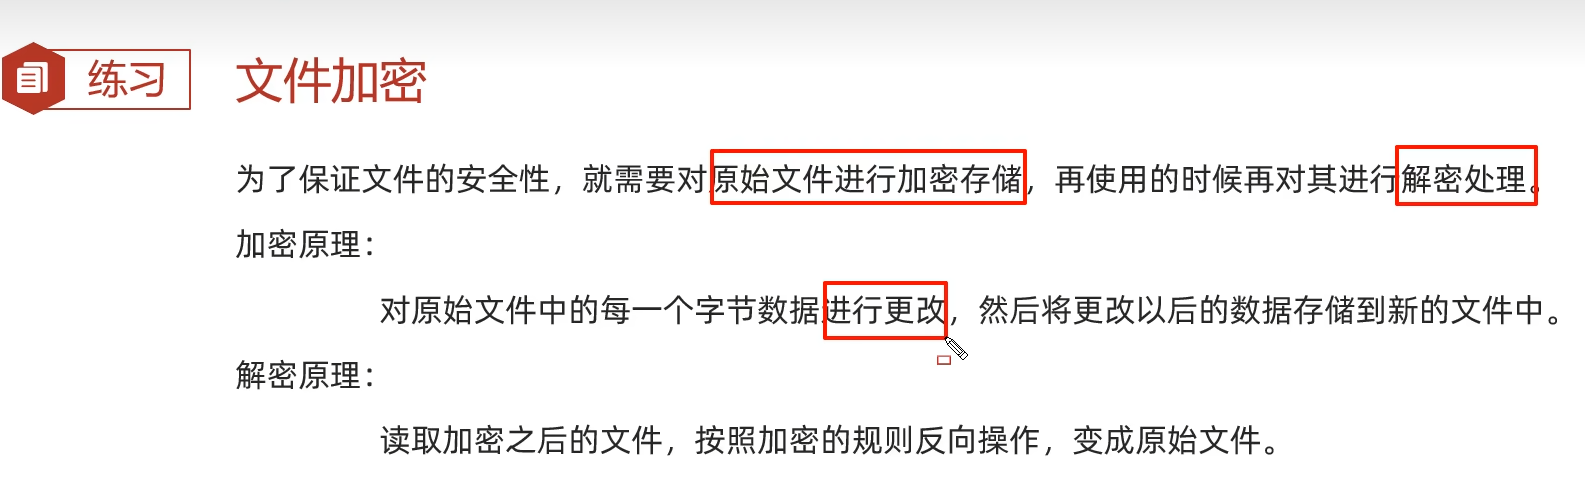 练习
文件加密
为了保证文件的安全性，就需要对原始文件进行加密存储，再使用的时候再对其进行解密处理。
加密原理：
对原始文件中的每一个字节数据进行更改，然后将更改以后的数据存储到新的文件中。
解密原理：
读取加密之后的文件，按照加密的规则反向操作，变成原始文件。